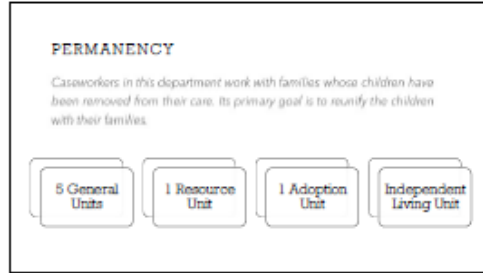 PERMANENCY
Caseworkers in this department work with families whose children have
been removed from their care. Its primary goal is to reunify the children
with their families.
5 General
Units
1 Resource
Unit
1 Adoption
Unit
Independent
Living Unit